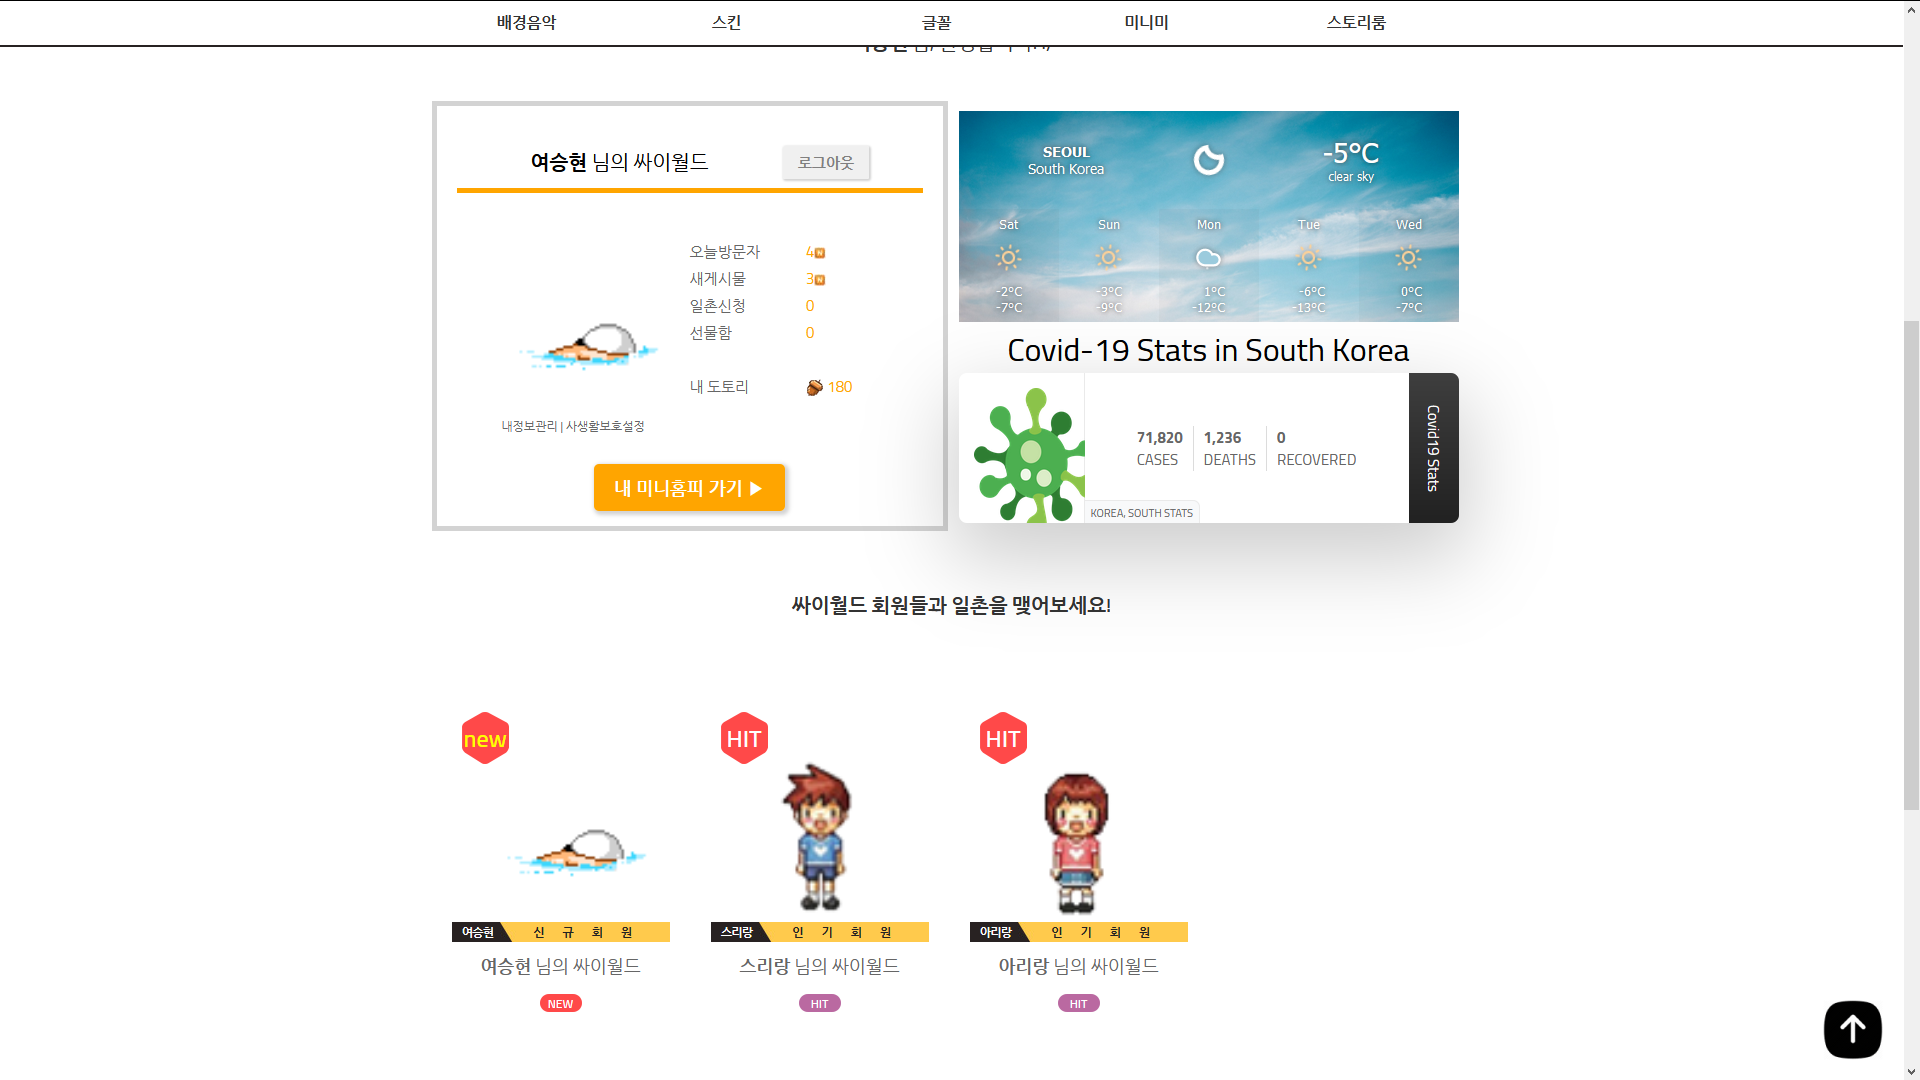 배경음악 스킨 글꼴 미니미 스토리룸
여승현 님의 싸이월드 로그아웃
오늘방문자 4 N
새게시물 3 N
일촌신청 0
선물함 0
내 도토리 180
내정보관리 | 사생활보호설정
내 미니홈피 가기 ▶
SEOUL
South Korea
-5°C
clear sky
Sat Sun Mon Tue Wed
-2°C -3°C 1°C -6°C 0°C
-7°C -9°C -12°C -13°C -7°C
Covid-19 Stats in South Korea
71,820 1,236 0
CASES DEATHS RECOVERED
KOREA, SOUTH STATS
Covid19 Stats
싸이월드 회원들과 일촌을 맺어보세요!
new HIT HIT
여승현 신 규 회 원 스리랑 인 기 회 원 아리랑 인 기 회 원
여승현 님의 싸이월드 스리랑 님의 싸이월드 아리랑 님의 싸이월드
NEW HIT HIT